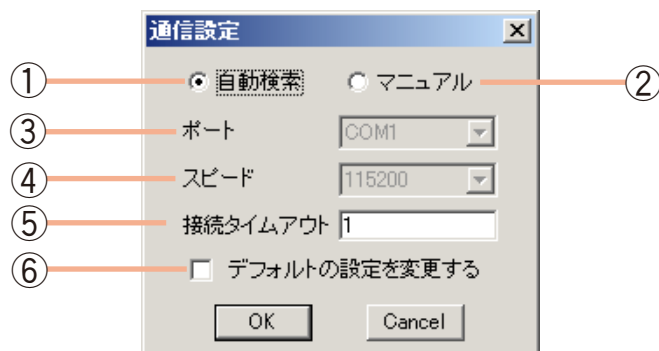 通信設定
① 自動検索 マニュアル ②
③ ポート COM1
④ スピード 115200
⑤ 接続タイムアウト 1
⑥ デフォルトの設定を変更する
OK Cancel